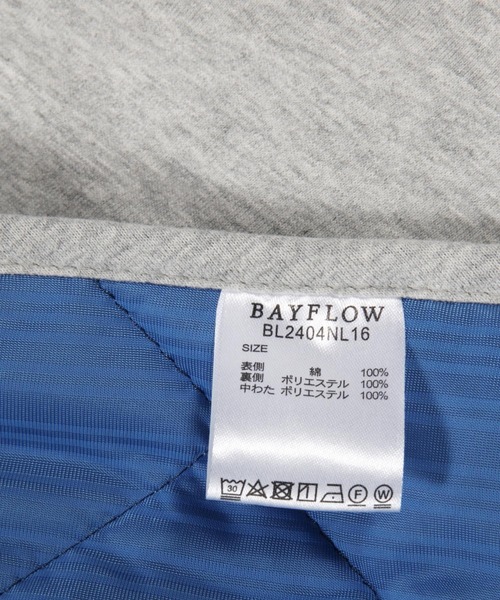 BAYFLOW
BL2404NL16
SIZE
表側 綿 100%
裏側 ポリエステル 100%
中わた ポリエステル 100%
30 F W